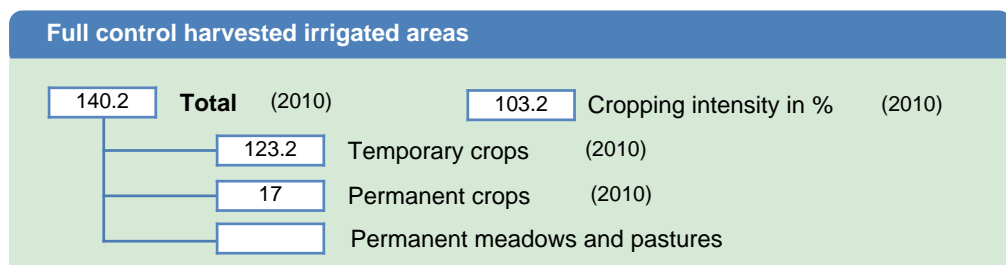 Full control harvested irrigated areas
140.2 Total (2010) 103.2 Cropping intensity in % (2010)
123.2 Temporary crops (2010)
17 Permanent crops (2010)
Permanent meadows and pastures